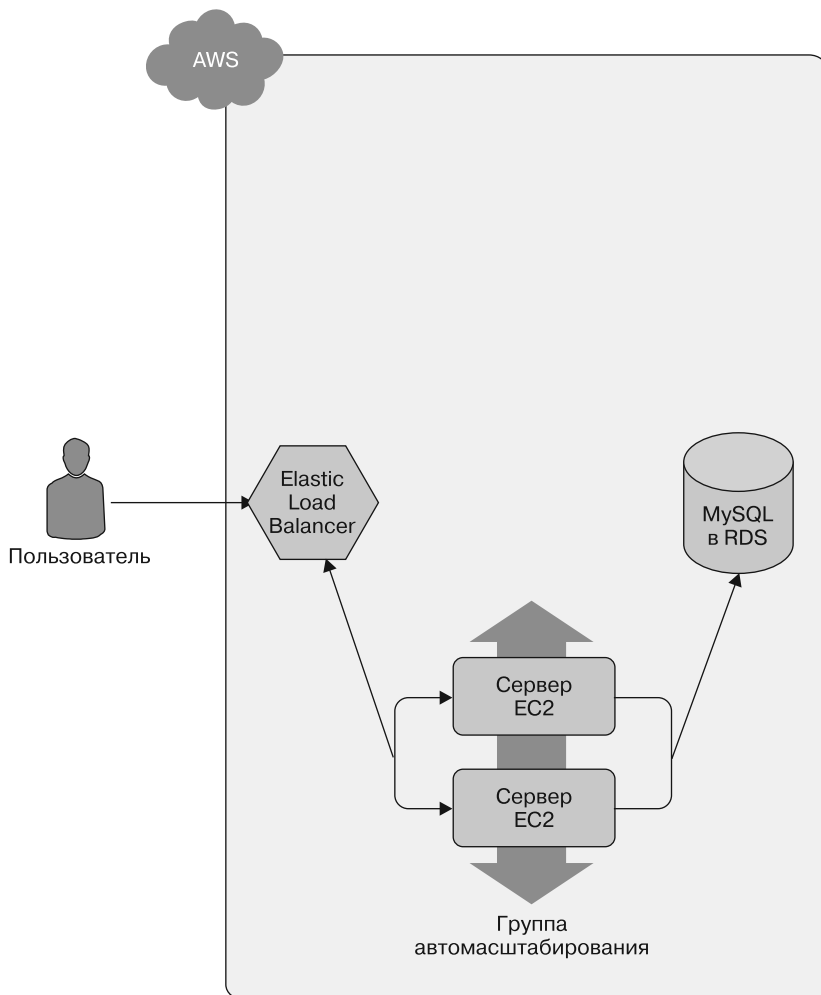 AWS
Elastic
Load
Balancer
MySQL
в RDS
Пользователь
Сервер
EC2
Сервер
EC2
Группа
автомасштабирования